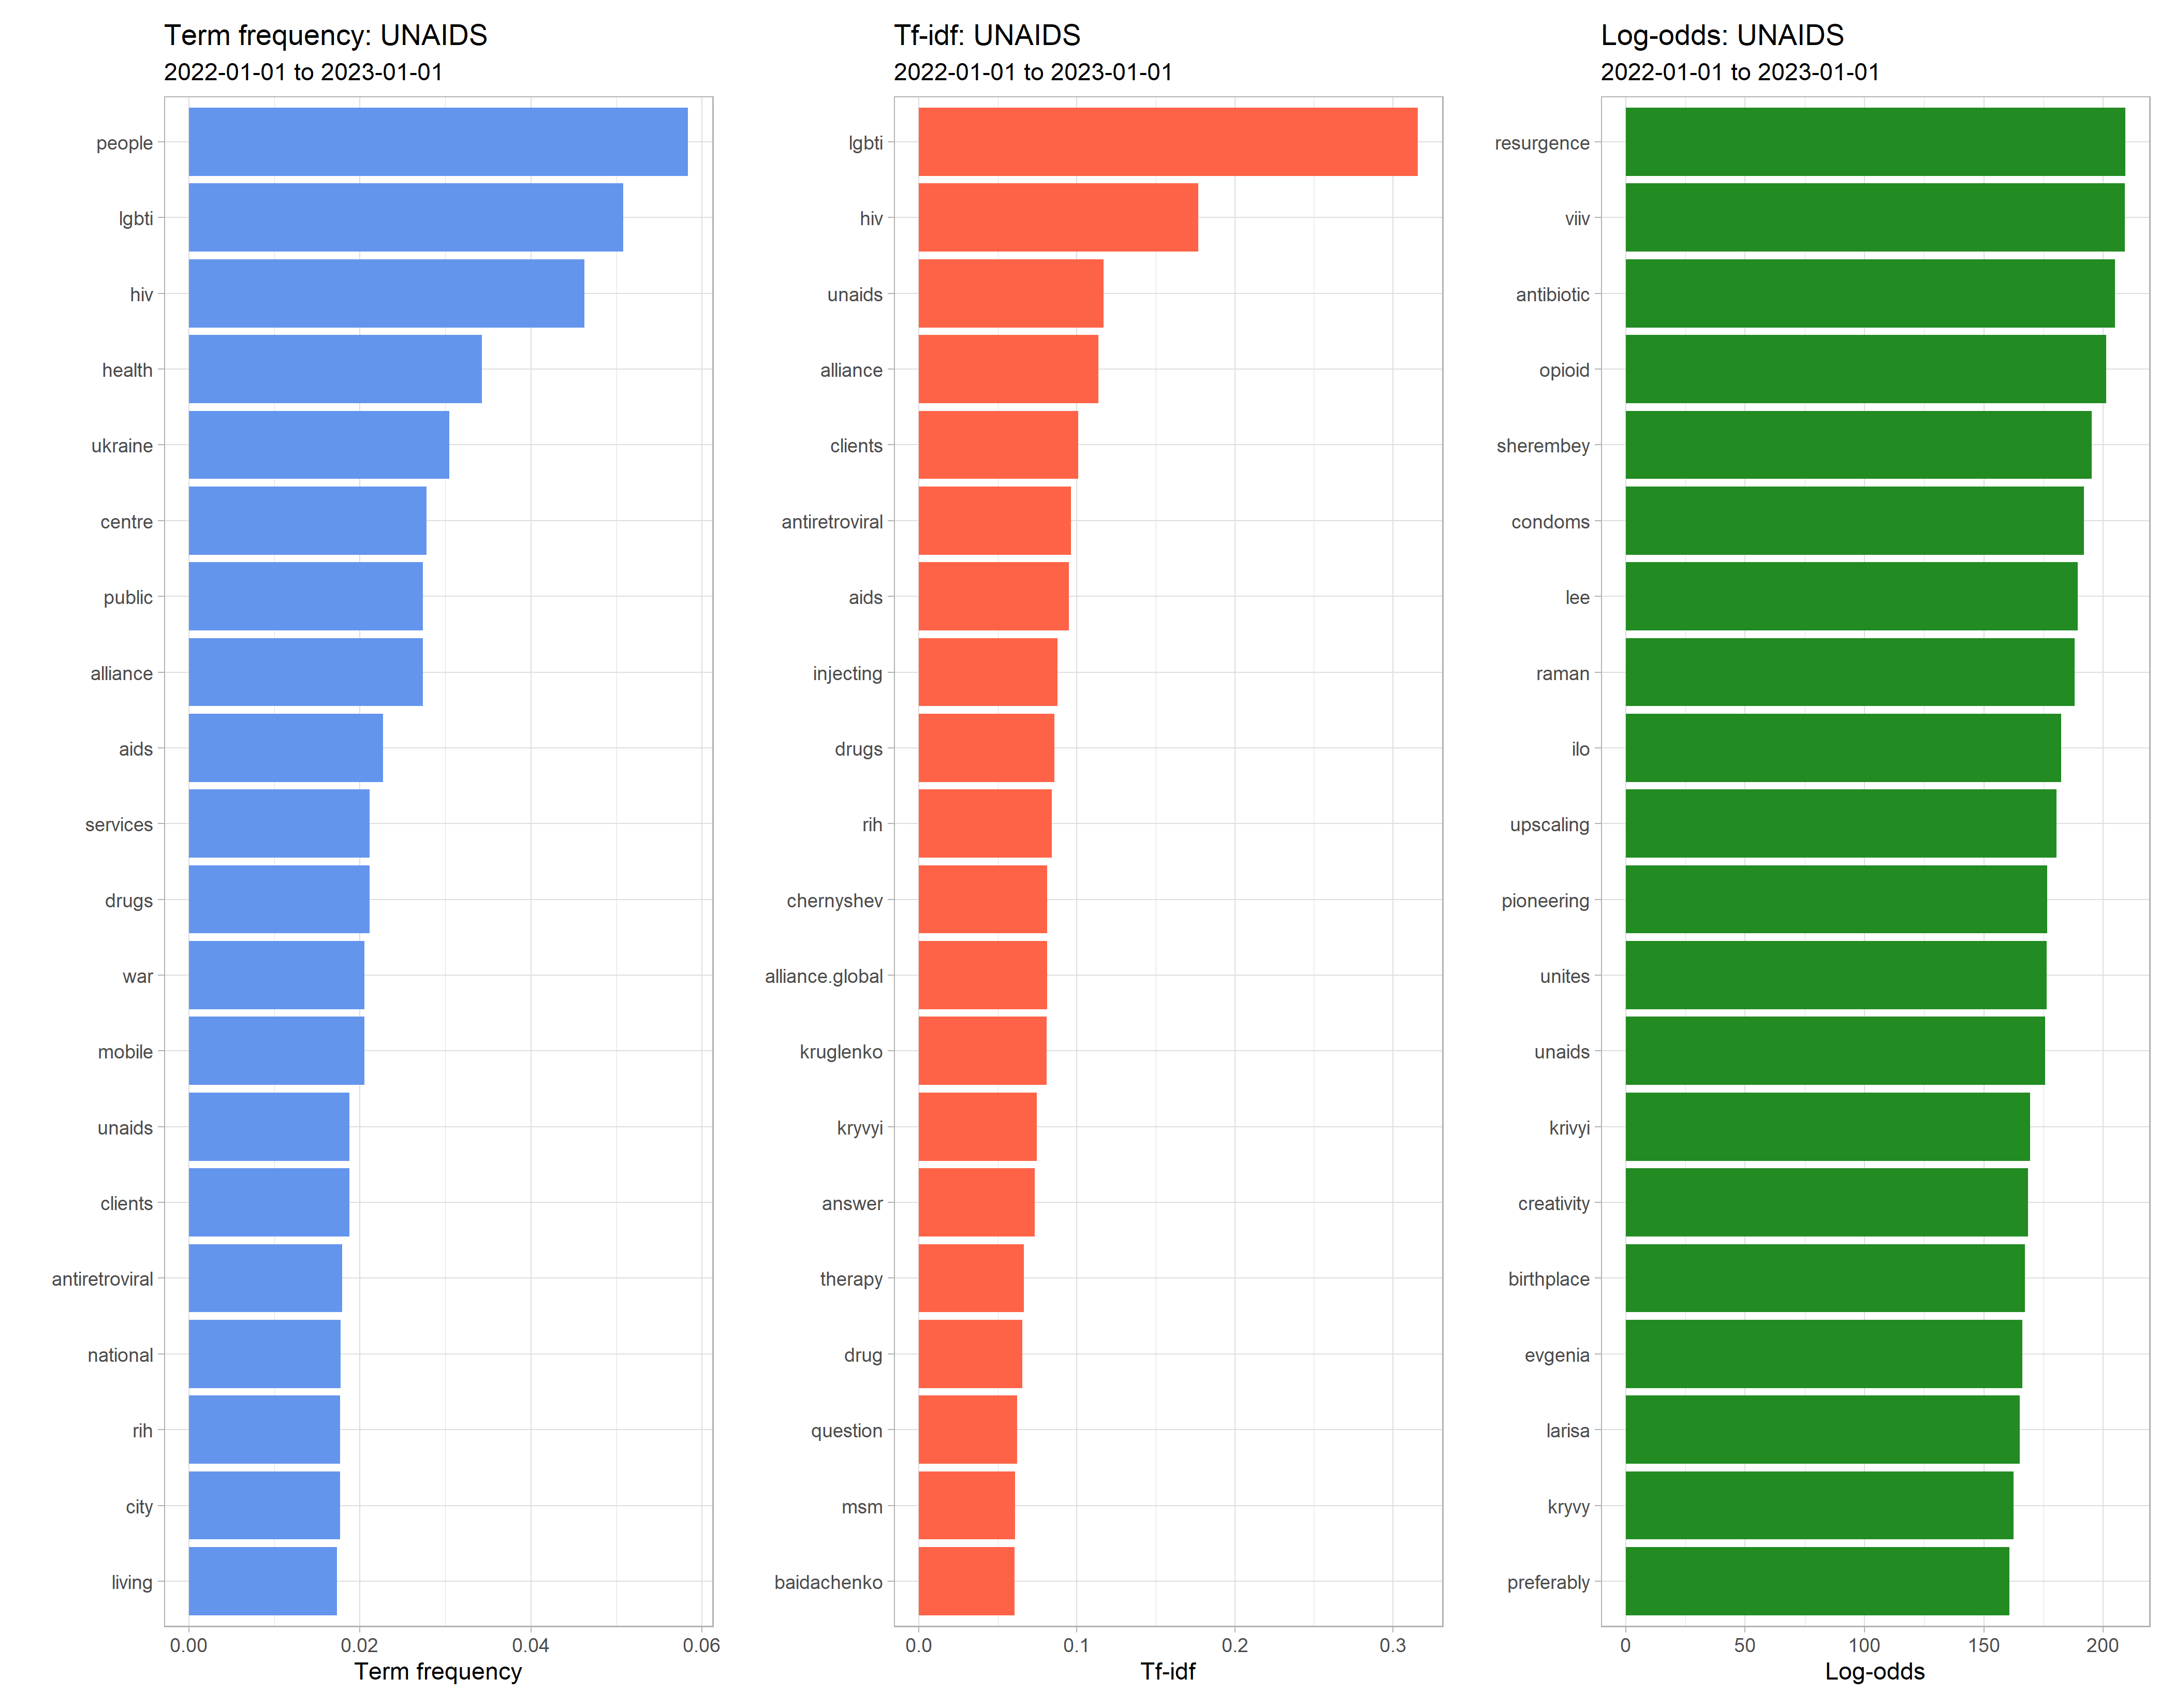 Term frequency: UNAIDS
2022-01-01 to 2023-01-01
people
lgbti
hiv
health
ukraine
centre
public
alliance
aids
services
drugs
war
mobile
unaids
clients
antiretroviral
national
rih
city
living
0.00 0.02 0.04 0.06
Term frequency
Tf-idf: UNAIDS
2022-01-01 to 2023-01-01
lgbti
hiv
unaids
alliance
clients
antiretroviral
aids
injecting
drugs
rih
chernyshev
alliance.global
kruglenko
kryvyi
answer
therapy
drug
question
msm
baidachenko
0.0 0.1 0.2 0.3
Tf-idf
Log-odds: UNAIDS
2022-01-01 to 2023-01-01
resurgence
viiv
antibiotic
opioid
sherembey
condoms
lee
raman
ilo
upscaling
pioneering
unites
unaids
krivyi
creativity
birthplace
evgenia
larisa
kryvy
preferably
0 50 100 150 200
Log-odds